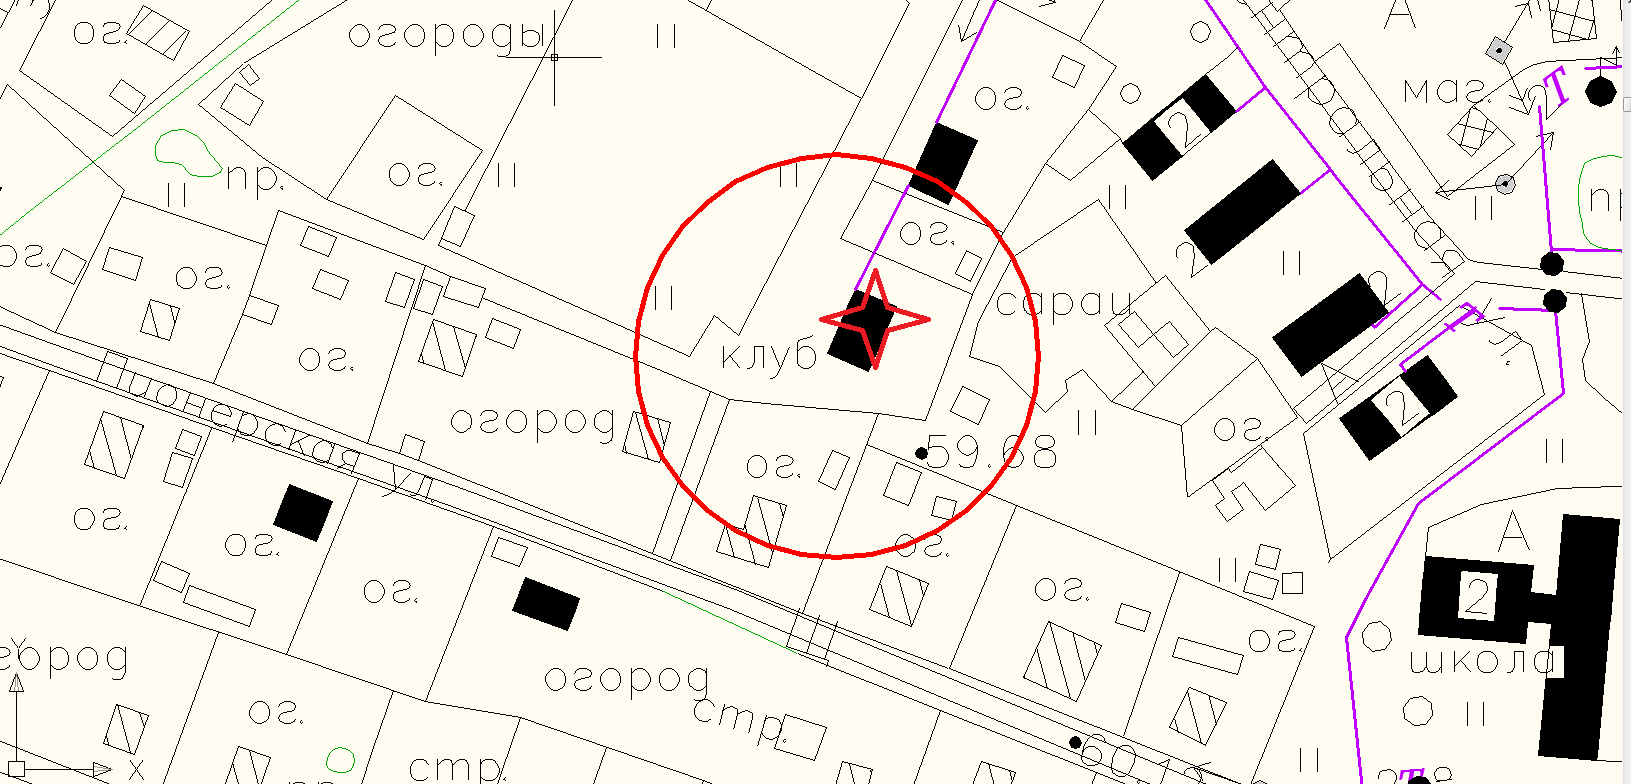 ог.
огороды
А
маг.
ог.
Т
2
ог.
II
пр.
II
II
II
II
пр.
ог.
ог.
ог.
2
II
II
сараи
2
клуб
ог.
Пионерская ул.
огород
2
ог.
II
59.68
ог.
II
ог.
ог.
ог.
II
А
ог.
ог.
2
ог.
Y
огород
школа
огород
ог.
стр.
II
II
X
стр.